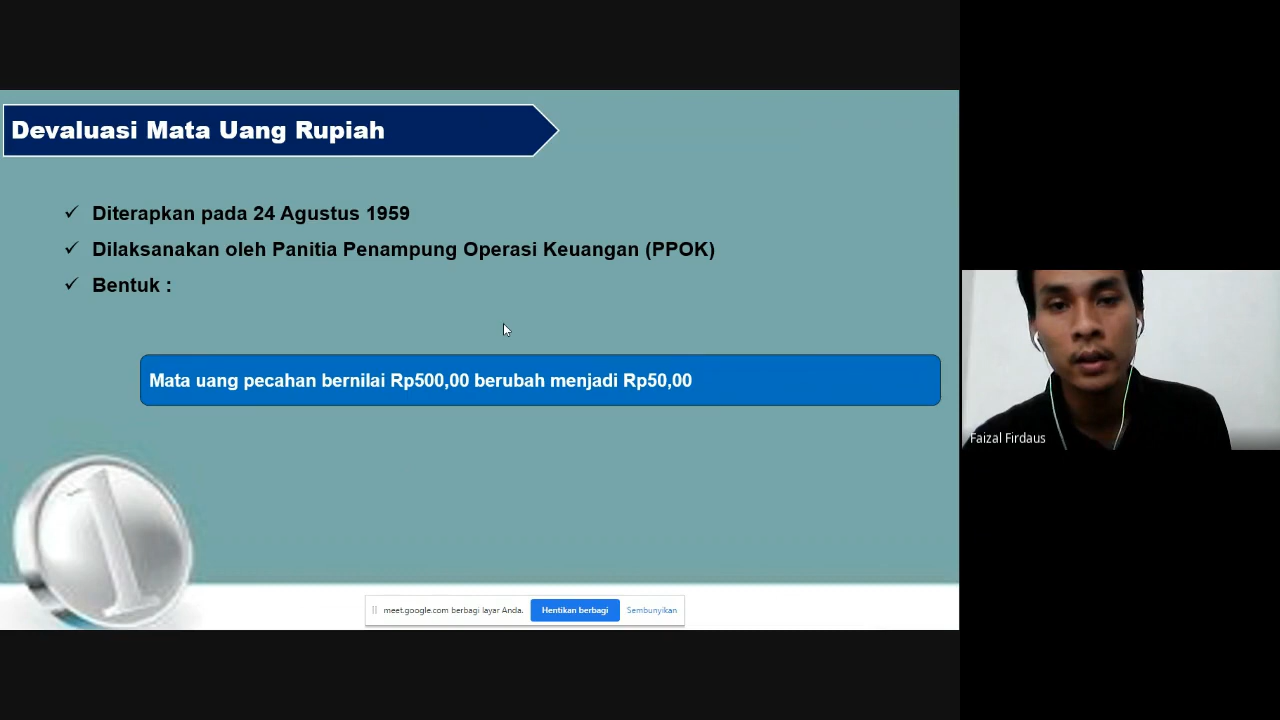 Devaluasi Mata Uang Rupiah
✓ Diterapkan pada 24 Agustus 1959
✓ Dilaksanakan oleh Panitia Penampung Operasi Keuangan (PPOK)
✓ Bentuk :
Mata uang pecahan bernilai Rp500,00 berubah menjadi Rp50,00
1
meet.google.com berbagi layar Anda. Hentikan berbagi Sembunyikan
Faizal Firdaus